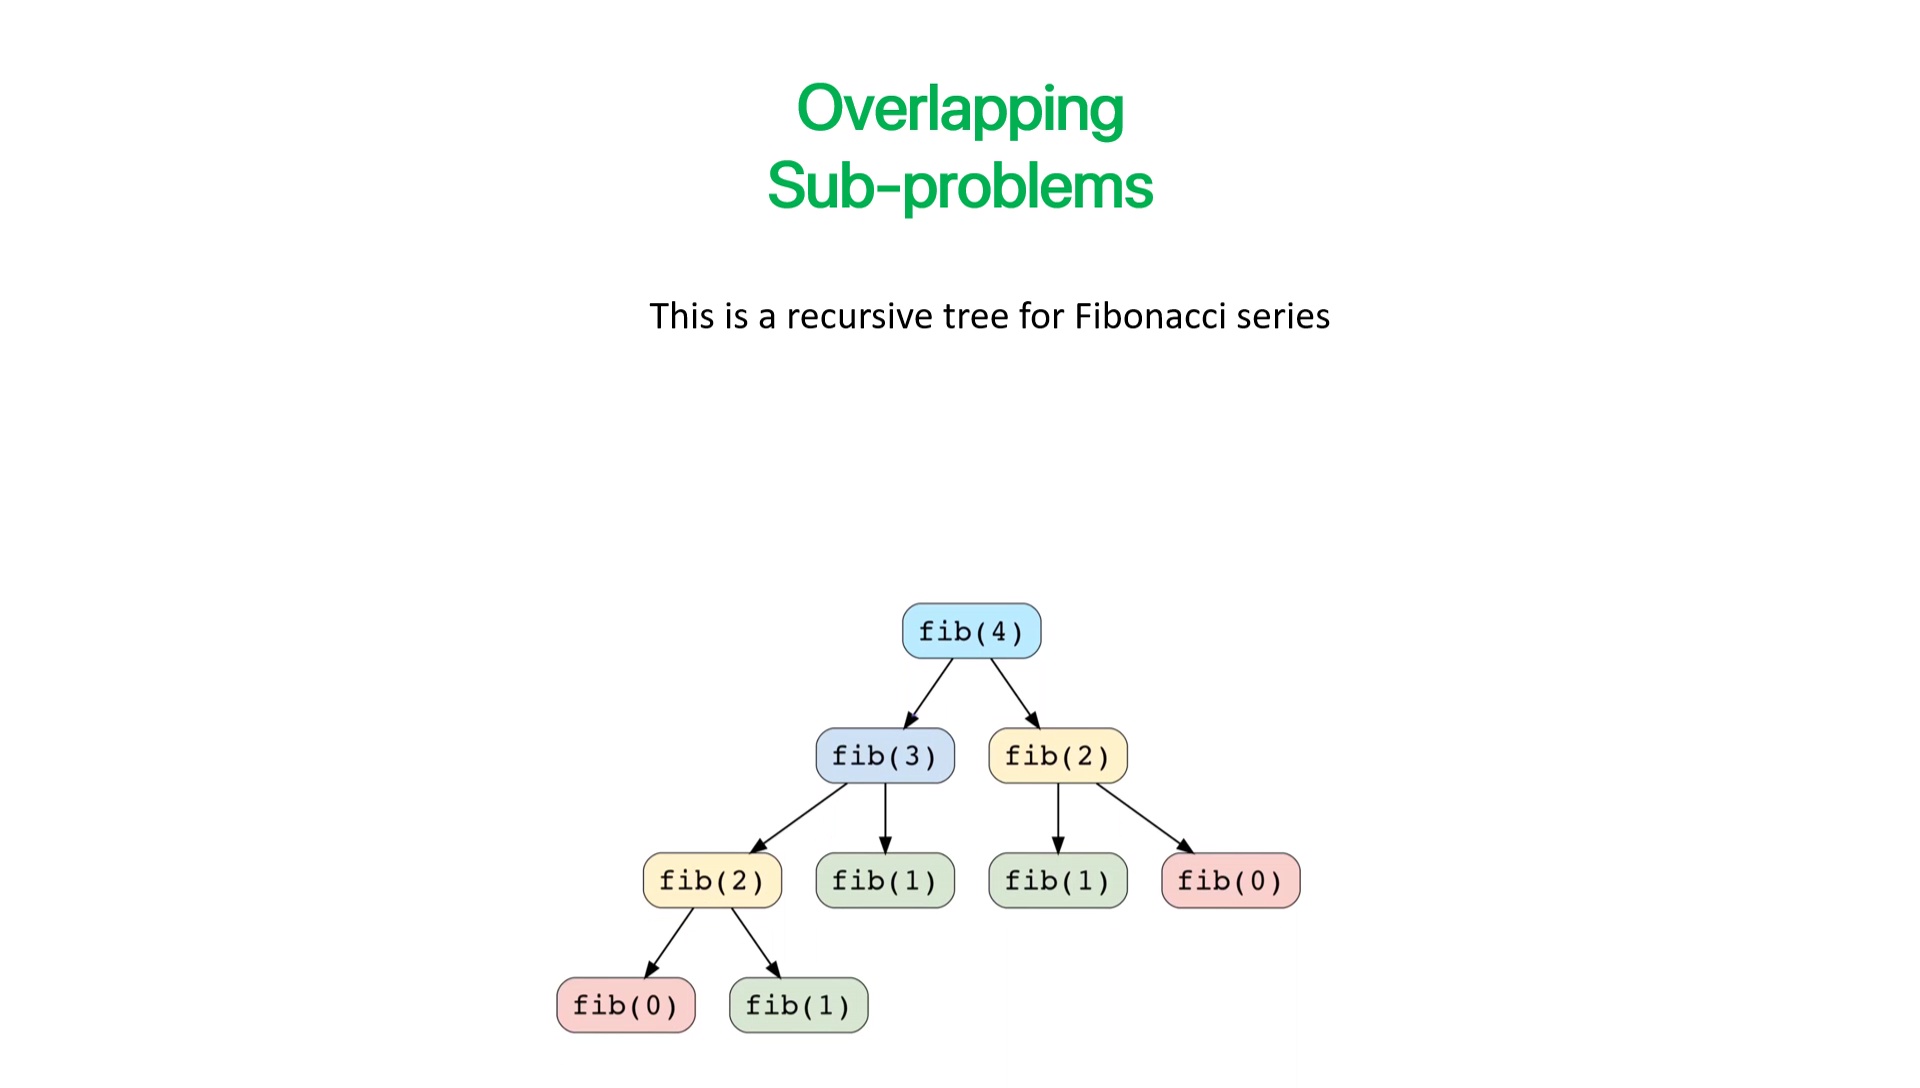 Overlapping
Sub-problems
This is a recursive tree for Fibonacci series
fib(4)
fib(3) fib(2)
fib(2) fib(1) fib(1) fib(0)
fib(0) fib(1)